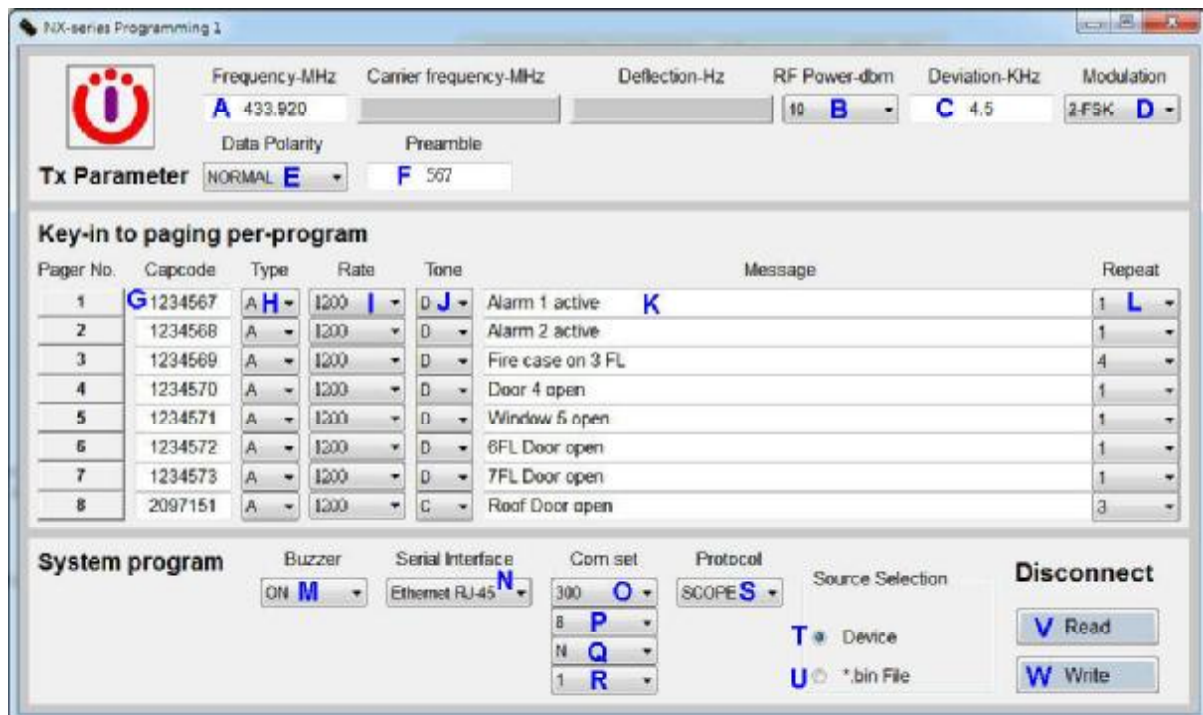 NX-series Programming 1
Frequency-MHz Carrier frequency-MHz Deflection-Hz RF Power-dbm Deviation-KHz Modulation
A 433.920 10 B C 4.5 2-FSK D
Data Polarity Preamble
Tx Parameter NORMAL E F 567
Key-in to paging per-program
Pager No. Capcode Type Rate Tone Message Repeat
1 G 1234567 A H 1200 I D J Alarm 1 active K 1 L
2 1234568 A 1200 D Alarm 2 active 1
3 1234569 A 1200 D Fire case on 3 FL 4
4 1234570 A 1200 D Door 4 open 1
5 1234571 A 1200 D Window 5 open 1
6 1234572 A 1200 D 6FL Door open 1
7 1234573 A 1200 D 7FL Door open 1
8 2097151 A 1200 C Roof Door open 3
System program Buzzer Serial Interface Com set Protocol Source Selection Disconnect
ON M Ethernet RJ-45 N 300 O SCOPE S
8 P T Device V Read
N Q
1 R U *.bin File W Write